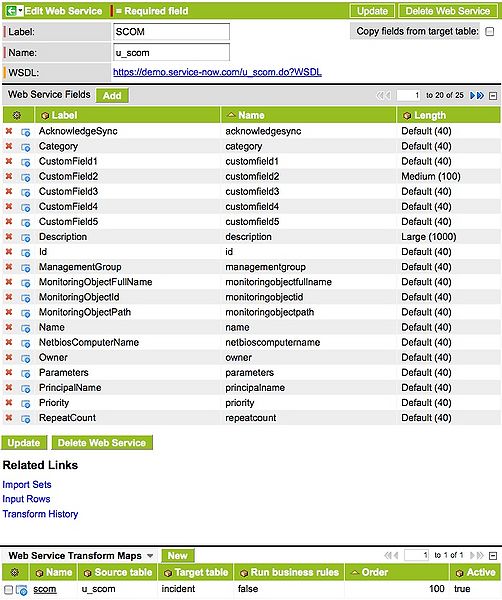 Edit Web Service = Required field Update Delete Web Service
Label: SCOM Copy fields from target table:
Name: u_scom
WSDL: https://demo.service-now.com/u_scom.do?WSDL
Web Service Fields Add 1 to 20 of 25
Label Name Length
AcknowledgeSync acknowledgesync Default (40)
Category category Default (40)
CustomField1 customfield1 Default (40)
CustomField2 customfield2 Medium (100)
CustomField3 customfield3 Default (40)
CustomField4 customfield4 Default (40)
CustomField5 customfield5 Default (40)
Description description Large (1000)
Id id Default (40)
ManagementGroup managementgroup Default (40)
MonitoringObjectFullName monitoringobjectfullname Default (40)
MonitoringObjectId monitoringobjectid Default (40)
MonitoringObjectPath monitoringobjectpath Default (40)
Name name Default (40)
NetbiosComputerName netbioscomputername Default (40)
Owner owner Default (40)
Parameters parameters Default (40)
PrincipalName principalname Default (40)
Priority priority Default (40)
RepeatCount repeatcount Default (40)
Update Delete Web Service
Related Links
Import Sets
Input Rows
Transform History
Web Service Transform Maps New 1 to 1 of 1
Name Source table Target table Run business rules Order Active
scom u_scom incident false 100 true